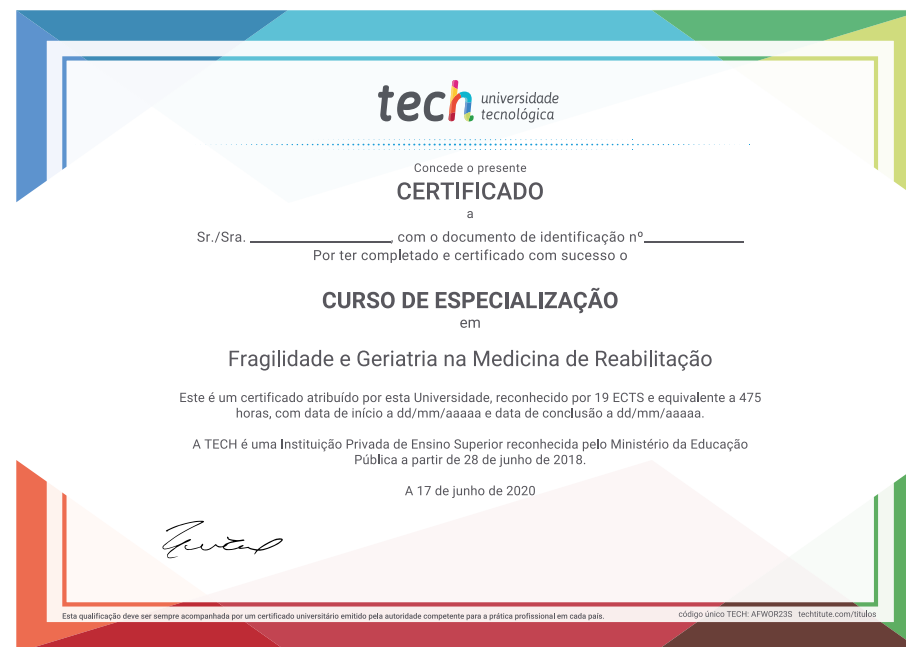 tech universidade
tecnológica
Concede o presente
CERTIFICADO
a
Sr./Sra. ________________, com o documento de identificação nº____________
Por ter completado e certificado com sucesso o
CURSO DE ESPECIALIZAÇÃO
em
Fragilidade e Geriatria na Medicina de Reabilitação
Este é um certificado atribuído por esta Universidade, reconhecido por 19 ECTS e equivalente a 475
horas, com data de início a dd/mm/aaaaa e data de conclusão a dd/mm/aaaaa.
A TECH é uma Instituição Privada de Ensino Superior reconhecida pelo Ministério da Educação
Pública a partir de 28 de junho de 2018.
A 17 de junho de 2020
Esta qualificação deve ser sempre acompanhada por um certificado universitário emitido pela autoridade competente para a prática profissional em cada país.
código único TECH: AFWOR23S techtitute.com/titulos